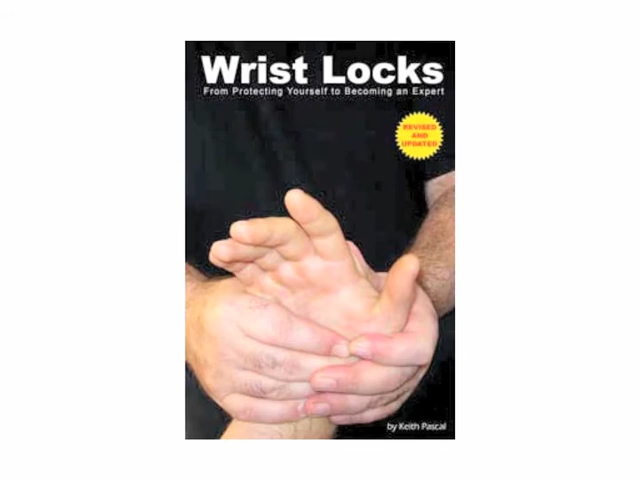 Wrist Locks
From Protecting Yourself to Becoming an Expert
REVISED
AND
UPDATED
by Keith Pascal